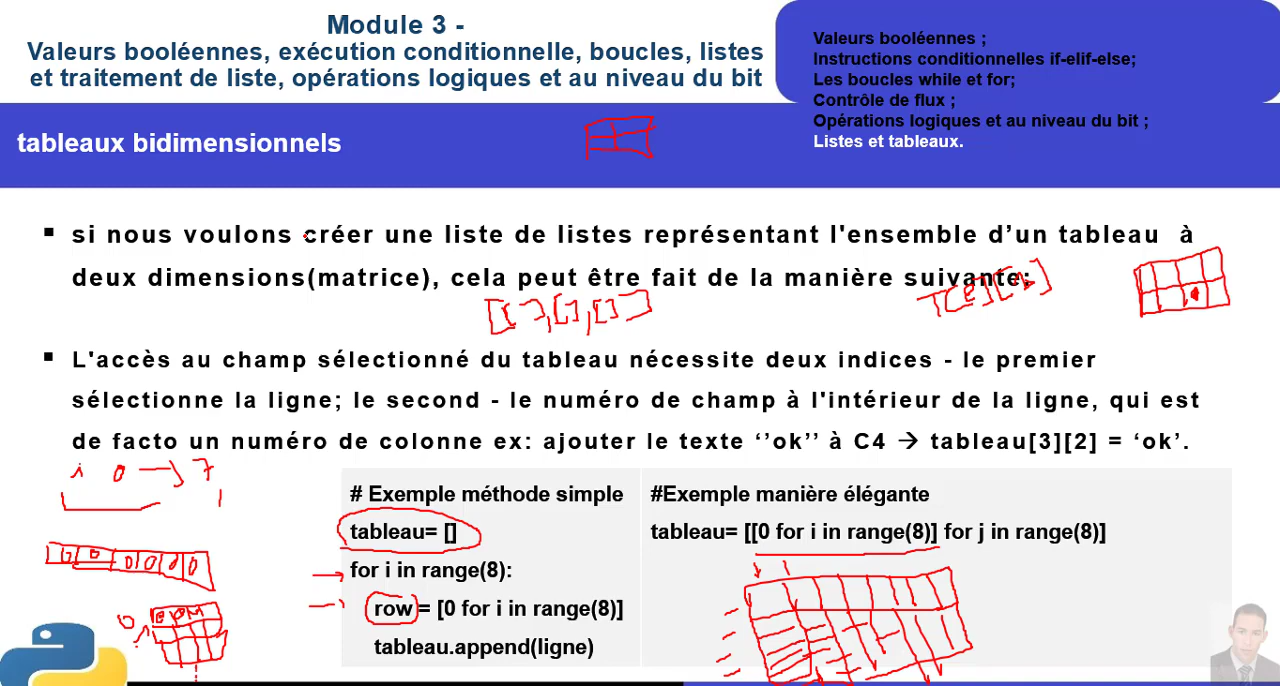 Module 3 -
Valeurs booléennes, exécution conditionnelle, boucles, listes
et traitement de liste, opérations logiques et au niveau du bit
Valeurs booléennes ;
Instructions conditionnelles if-elif-else;
Les boucles while et for;
Contrôle de flux ;
Opérations logiques et au niveau du bit ;
Listes et tableaux.
tableaux bidimensionnels
▪ si nous voulons créer une liste de listes représentant l'ensemble d’un tableau à
deux dimensions(matrice), cela peut être fait de la manière suivante:
[[ ],[ ],[ ]]
▪ L'accès au champ sélectionné du tableau nécessite deux indices - le premier
sélectionne la ligne; le second - le numéro de champ à l'intérieur de la ligne, qui est
de facto un numéro de colonne ex: ajouter le texte ‘’ok’’ à C4 → tableau[3][2] = ‘ok’.
i 0 → 7
# Exemple méthode simple
tableau= []
for i in range(8):
row = [0 for i in range(8)]
tableau.append(ligne)
#Exemple manière élégante
tableau= [[0 for i in range(8)] for j in range(8)]